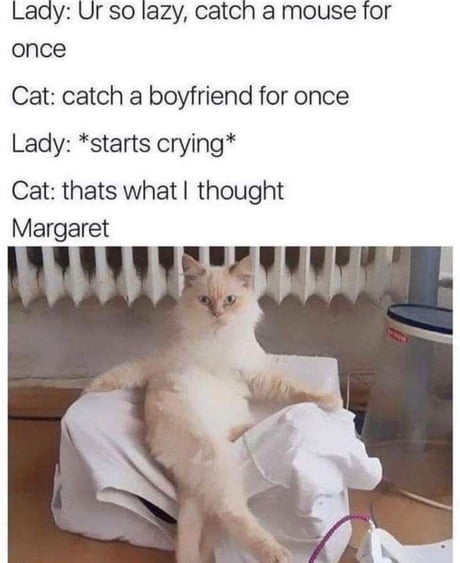 Lady: Ur so lazy, catch a mouse for
once
Cat: catch a boyfriend for once
Lady: *starts crying*
Cat: thats what I thought
Margaret